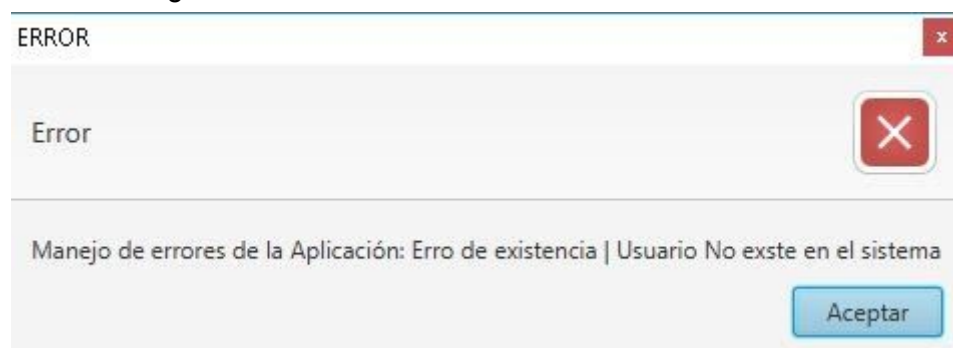 ERROR
x
Error
Manejo de errores de la Aplicación: Erro de existencia | Usuario No exste en el sistema
Aceptar